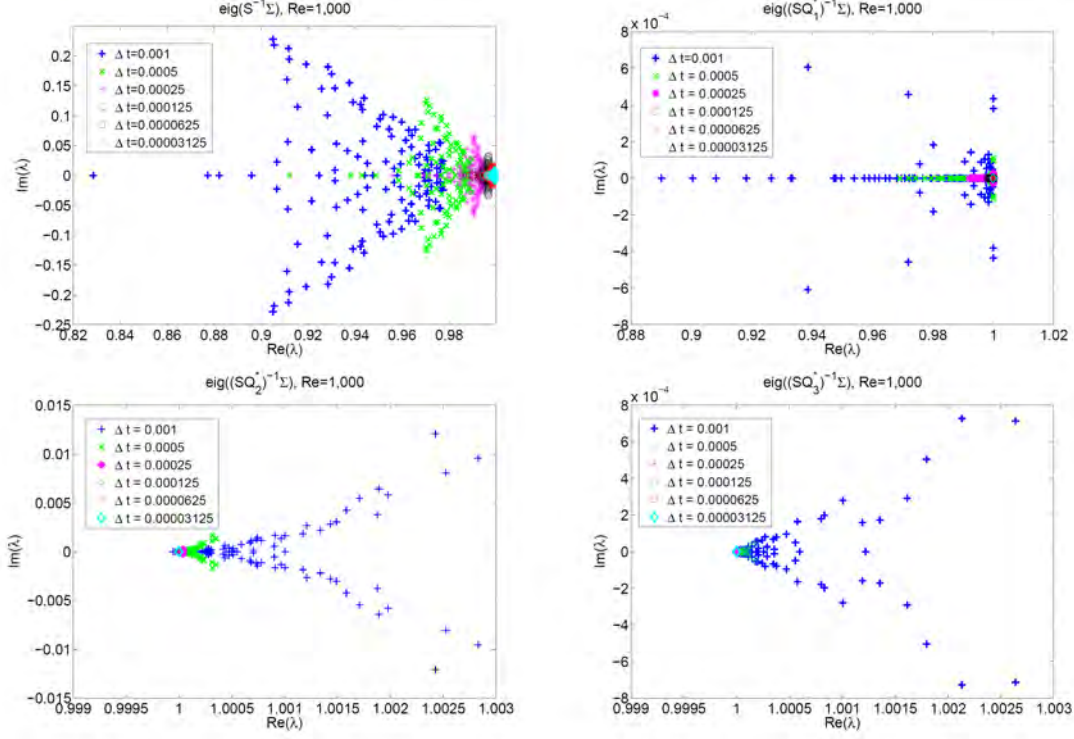 eig(S⁻¹Σ), Re=1,000
0.2
0.15
0.1
0.05
0
−0.05
−0.1
−0.15
−0.2
−0.25
Im(λ)
Δ t=0.001
Δ t=0.0005
Δ t=0.00025
Δ t=0.000125
Δ t=0.0000625
Δ t=0.00003125
0.82 0.84 0.86 0.88 0.9 0.92 0.94 0.96 0.98
Re(λ)
eig((SQ₁*)⁻¹Σ), Re=1,000
8 x 10⁻⁴
6
4
2
0
−2
−4
−6
−8
Im(λ)
Δ t=0.001
Δ t = 0.0005
Δ t = 0.00025
Δ t = 0.000125
Δ t = 0.0000625
Δ t = 0.00003125
0.88 0.9 0.92 0.94 0.96 0.98 1 1.02
Re(λ)
eig((SQ₂*)⁻¹Σ), Re=1,000
0.015
0.01
0.005
0
−0.005
−0.01
−0.015
Im(λ)
Δ t = 0.001
Δ t = 0.0005
Δ t = 0.00025
Δ t = 0.000125
Δ t = 0.0000625
Δ t = 0.00003125
0.999 0.9995 1 1.0005 1.001 1.0015 1.002 1.0025 1.003
Re(λ)
eig((SQ₃*)⁻¹Σ), Re=1,000
8 x 10⁻⁴
6
4
2
0
−2
−4
−6
−8
Im(λ)
Δ t = 0.001
Δ t = 0.0005
Δ t = 0.00025
Δ t = 0.000125
Δ t = 0.0000625
Δ t = 0.00003125
0.999 0.9995 1 1.0005 1.001 1.0015 1.002 1.0025 1.003
Re(λ)